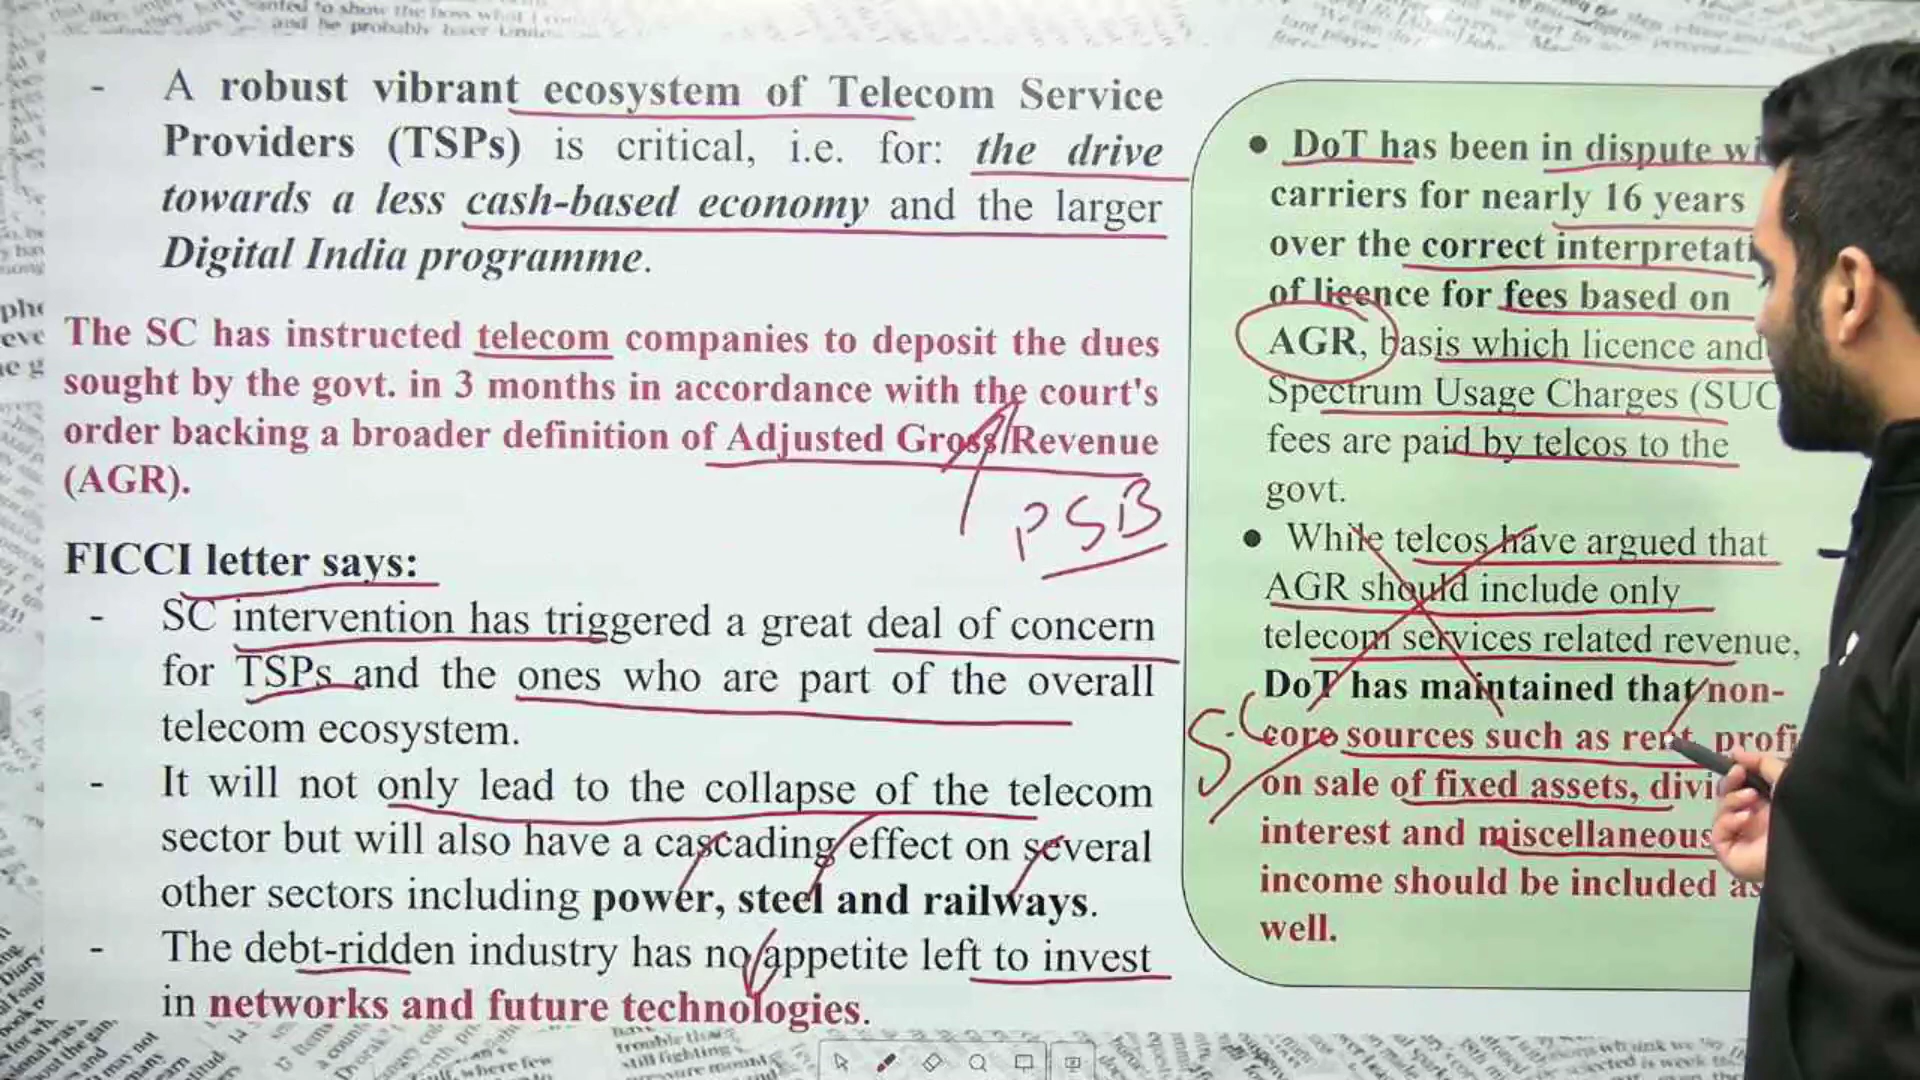 - A robust vibrant ecosystem of Telecom Service
Providers (TSPs) is critical, i.e. for: the drive
towards a less cash-based economy and the larger
Digital India programme.
The SC has instructed telecom companies to deposit the dues
sought by the govt. in 3 months in accordance with the court's
order backing a broader definition of Adjusted Gross Revenue
(AGR).
PSB
FICCI letter says:
- SC intervention has triggered a great deal of concern
for TSPs and the ones who are part of the overall
telecom ecosystem.
- It will not only lead to the collapse of the telecom
sector but will also have a cascading effect on several
other sectors including power, steel and railways.
- The debt-ridden industry has no appetite left to invest
in networks and future technologies.
• DoT has been in dispute
carriers for nearly 16 years
over the correct
of licence for fees based on
AGR, basis which licence and
Spectrum Usage Charges (SUC
fees are paid by telcos to the
govt.
• While telcos have argued that
AGR should include only
telecom services related revenue,
DoT has maintained that non-
core sources such as rent,
on sale of fixed assets,
interest and miscellaneous
income should be included as
well.
S.C